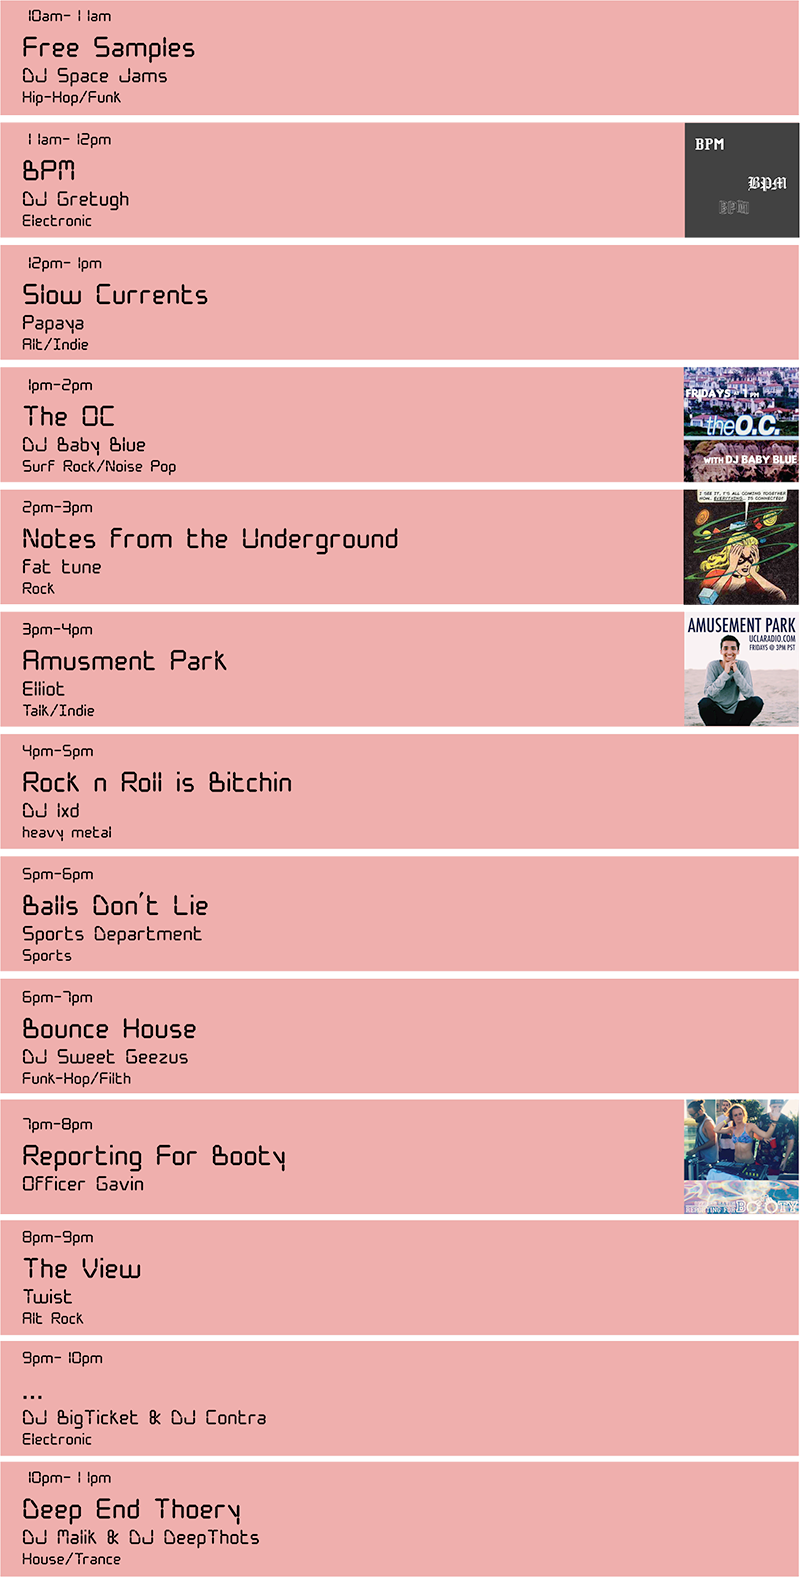 10am-11am
Free Samples
DJ Space Jams
Hip-Hop/Funk
11am-12pm
BPM
DJ Gretugh
Electronic
BPM
BPM
BPM
12pm-1pm
Slow Currents
Papaya
Alt/Indie
1pm-2pm
The OC
DJ Baby Blue
Surf Rock/Noise Pop
FRIDAYS AT 1 PM
the O.C.
WITH DJ BABY BLUE
2pm-3pm
Notes From the Underground
Fat tune
Rock
I SEE IT, IT'S ALL COMING TOGETHER
NOW. EVERYTHING... IS CONNECTED!
3pm-4pm
Amusment Park
Elliot
Talk/Indie
AMUSEMENT PARK
UCLARADIO.COM
FRIDAYS @ 3PM PST
4pm-5pm
Rock n Roll is Bitchin
DJ lxd
heavy metal
5pm-6pm
Balls Don't Lie
Sports Department
Sports
6pm-7pm
Bounce House
DJ Sweet Geezus
Funk-Hop/Filth
7pm-8pm
Reporting For Booty
Officer Gavin
REPORTING FOR BOOTY
8pm-9pm
The View
Twist
Alt Rock
9pm-10pm
...
DJ BigTicket & DJ Contra
Electronic
10pm-11pm
Deep End Thoery
DJ Malik & DJ DeepThots
House/Trance